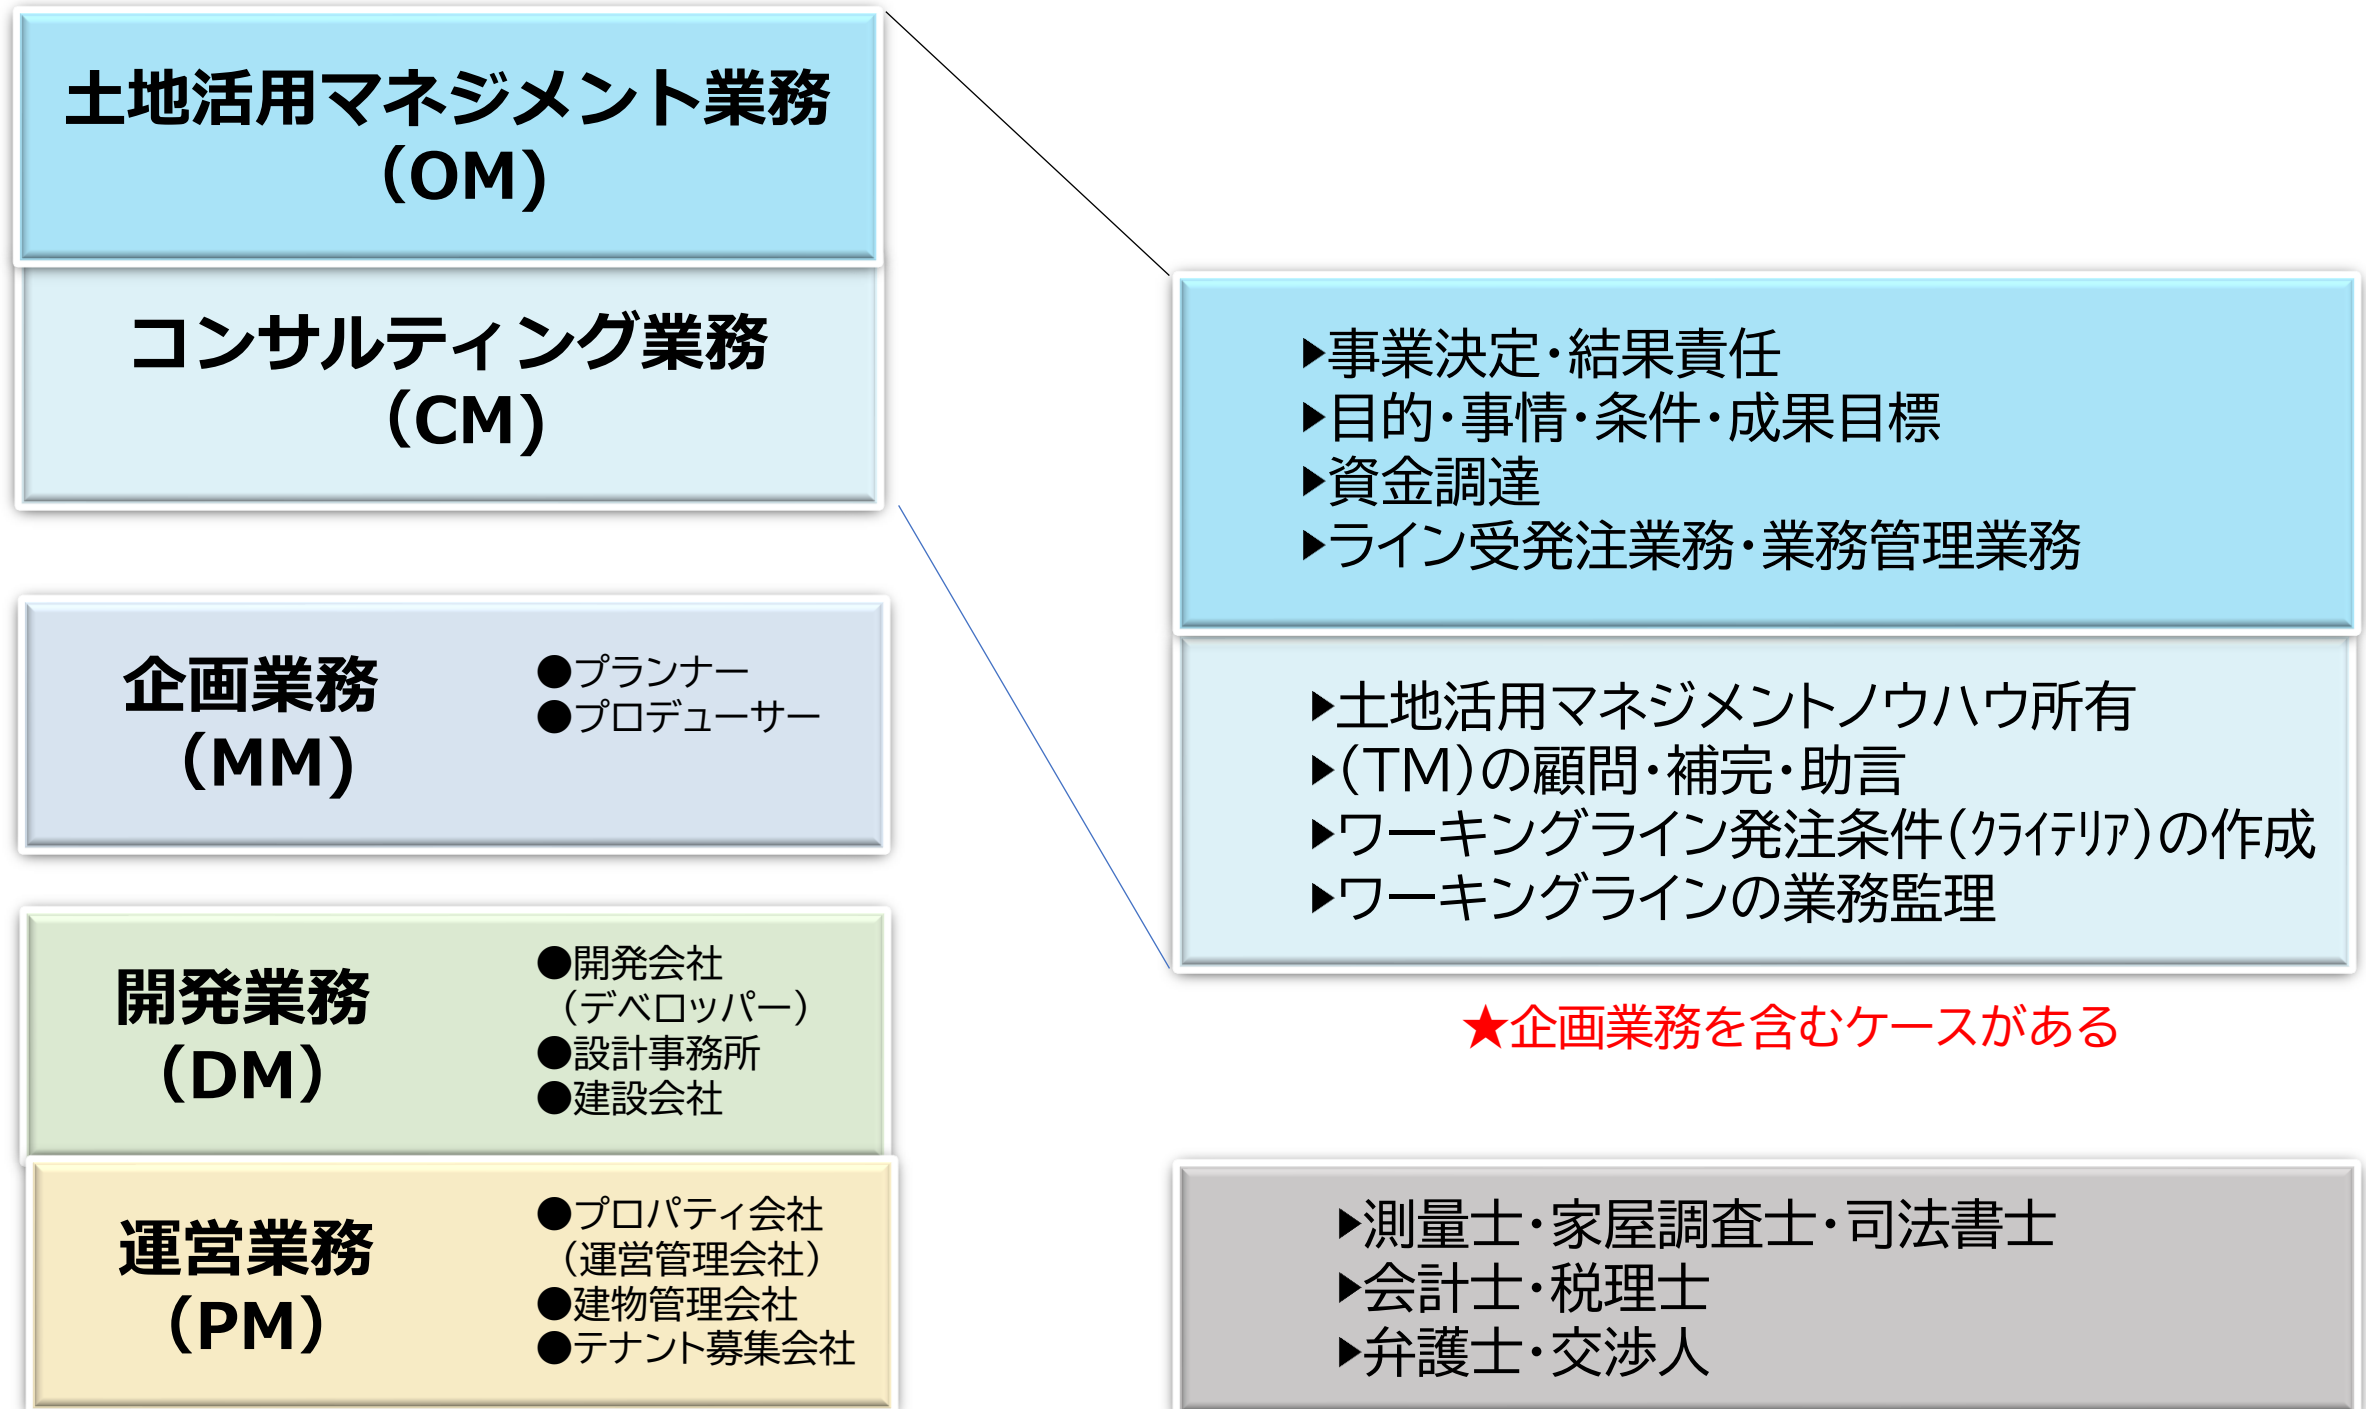 土地活用マネジメント業務
（OM）
コンサルティング業務
（CM）
企画業務
（MM）
●プランナー
●プロデューサー
開発業務
（DM）
●開発会社
（デベロッパー）
●設計事務所
●建設会社
運営業務
（PM）
●プロパティ会社
（運営管理会社）
●建物管理会社
●テナント募集会社
▶事業決定・結果責任
▶目的・事情・条件・成果目標
▶資金調達
▶ライン受発注業務・業務管理業務
▶土地活用マネジメントノウハウ所有
▶（TM）の顧問・補完・助言
▶ワーキングライン発注条件（ｸﾗｲﾃﾘｱ）の作成
▶ワーキングラインの業務監理
★企画業務を含むケースがある
▶測量士・家屋調査士・司法書士
▶会計士・税理士
▶弁護士・交渉人